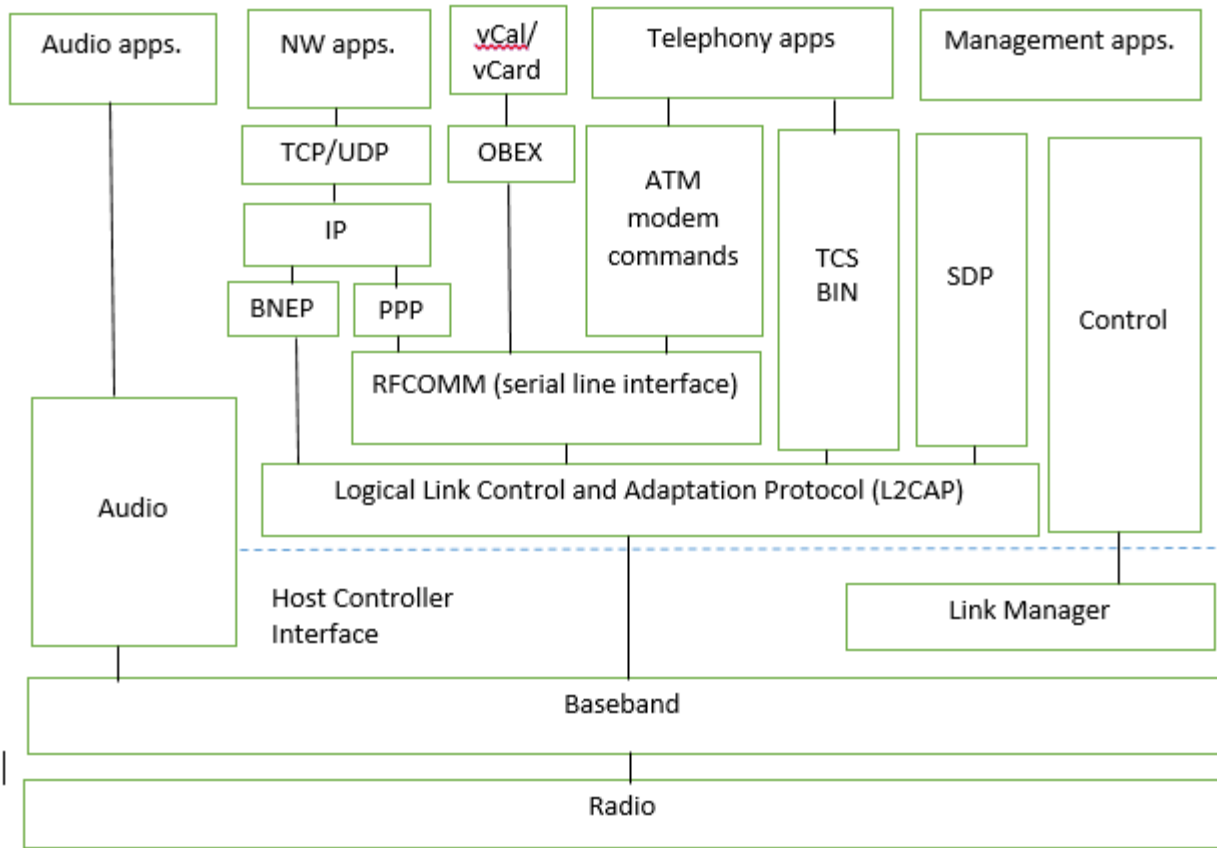 Audio apps.
NW apps.
vCal/
vCard
Telephony apps
Management apps.
TCP/UDP
OBEX
ATM
modem
commands
TCS
BIN
SDP
Control
IP
BNEP
PPP
RFCOMM (serial line interface)
Audio
Logical Link Control and Adaptation Protocol (L2CAP)
Host Controller
Interface
Link Manager
Baseband
Radio